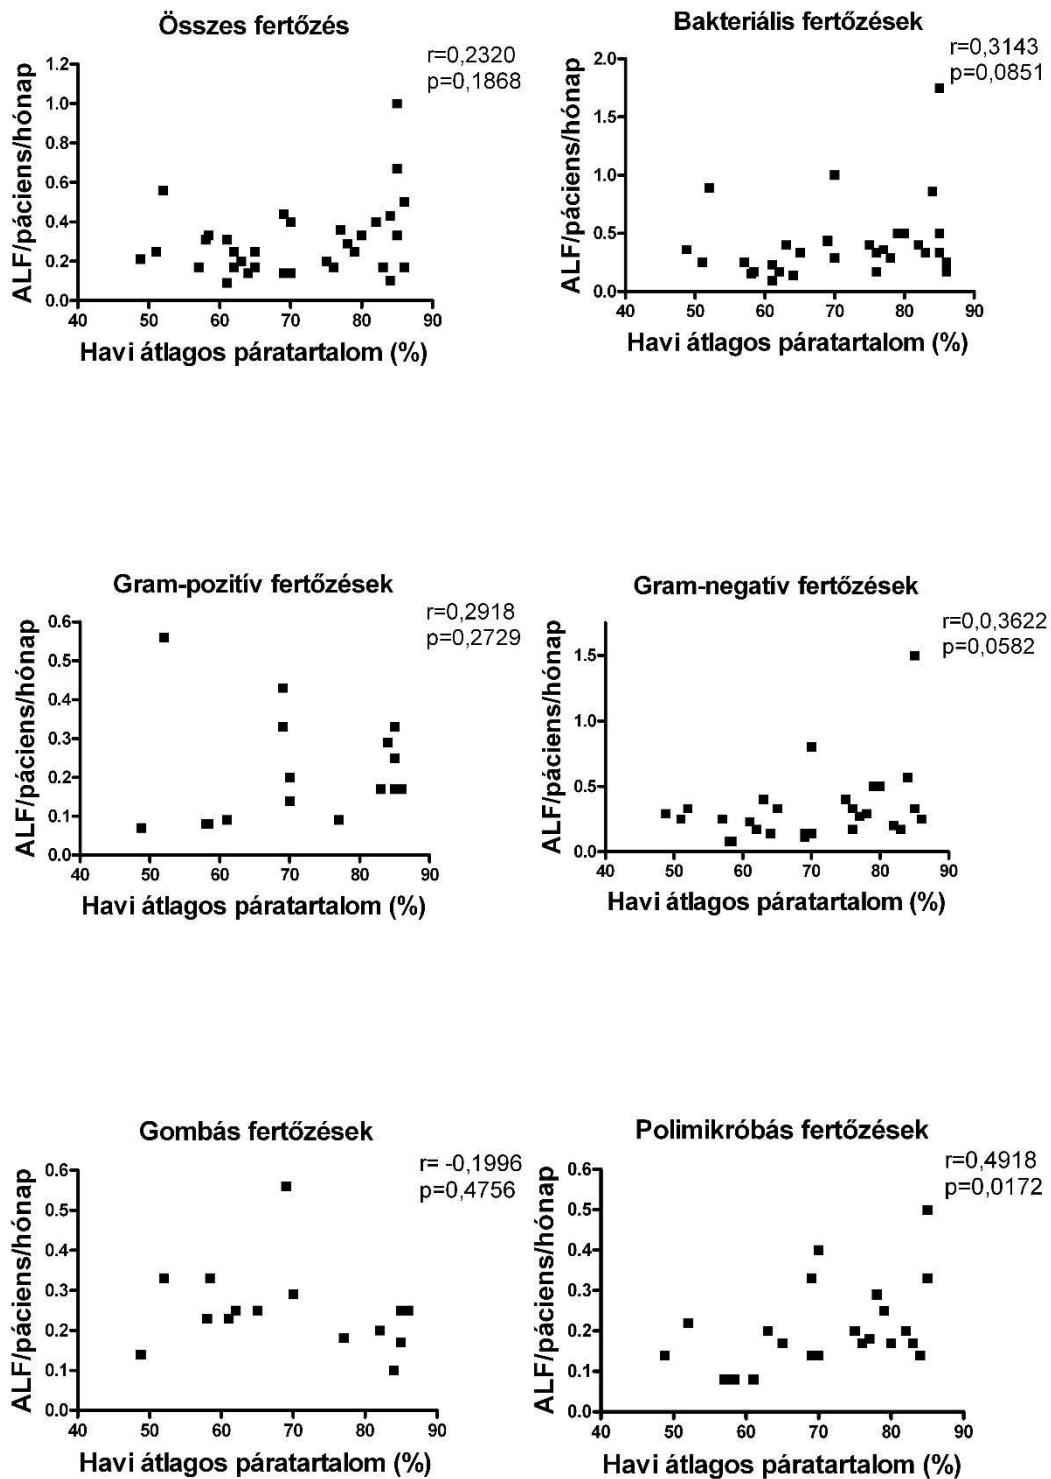 Összes fertőzés
r=0,2320
p=0,1868
ALF/páciens/hónap
1.2
1.0
0.8
0.6
0.4
0.2
0.0
40 50 60 70 80 90
Havi átlagos páratartalom (%)
Bakteriális fertőzések
r=0,3143
p=0,0851
ALF/páciens/hónap
2.0
1.5
1.0
0.5
0.0
40 50 60 70 80 90
Havi átlagos páratartalom (%)
Gram-pozitív fertőzések
r=0,2918
p=0,2729
ALF/páciens/hónap
0.6
0.5
0.4
0.3
0.2
0.1
0.0
40 50 60 70 80 90
Havi átlagos páratartalom (%)
Gram-negatív fertőzések
r=0,0,3622
p=0,0582
ALF/páciens/hónap
1.5
1.0
0.5
0.0
40 50 60 70 80 90
Havi átlagos páratartalom (%)
Gombás fertőzések
r= -0,1996
p=0,4756
ALF/páciens/hónap
0.6
0.5
0.4
0.3
0.2
0.1
0.0
40 50 60 70 80 90
Havi átlagos páratartalom (%)
Polimikróbás fertőzések
r=0,4918
p=0,0172
ALF/páciens/hónap
0.6
0.5
0.4
0.3
0.2
0.1
0.0
40 50 60 70 80 90
Havi átlagos páratartalom (%)